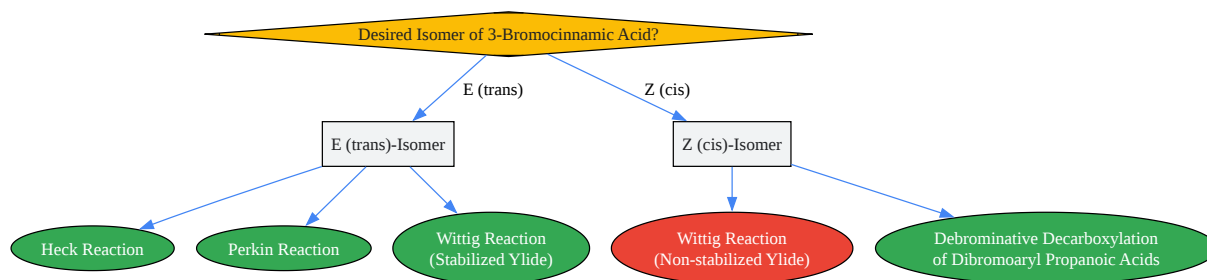 Desired Isomer of 3-Bromocinnamic Acid?
E (trans)
Z (cis)
E (trans)-Isomer
Z (cis)-Isomer
Heck Reaction
Perkin Reaction
Wittig Reaction
(Stabilized Ylide)
Wittig Reaction
(Non-stabilized Ylide)
Debrominative Decarboxylation
of Dibromoaryl Propanoic Acids